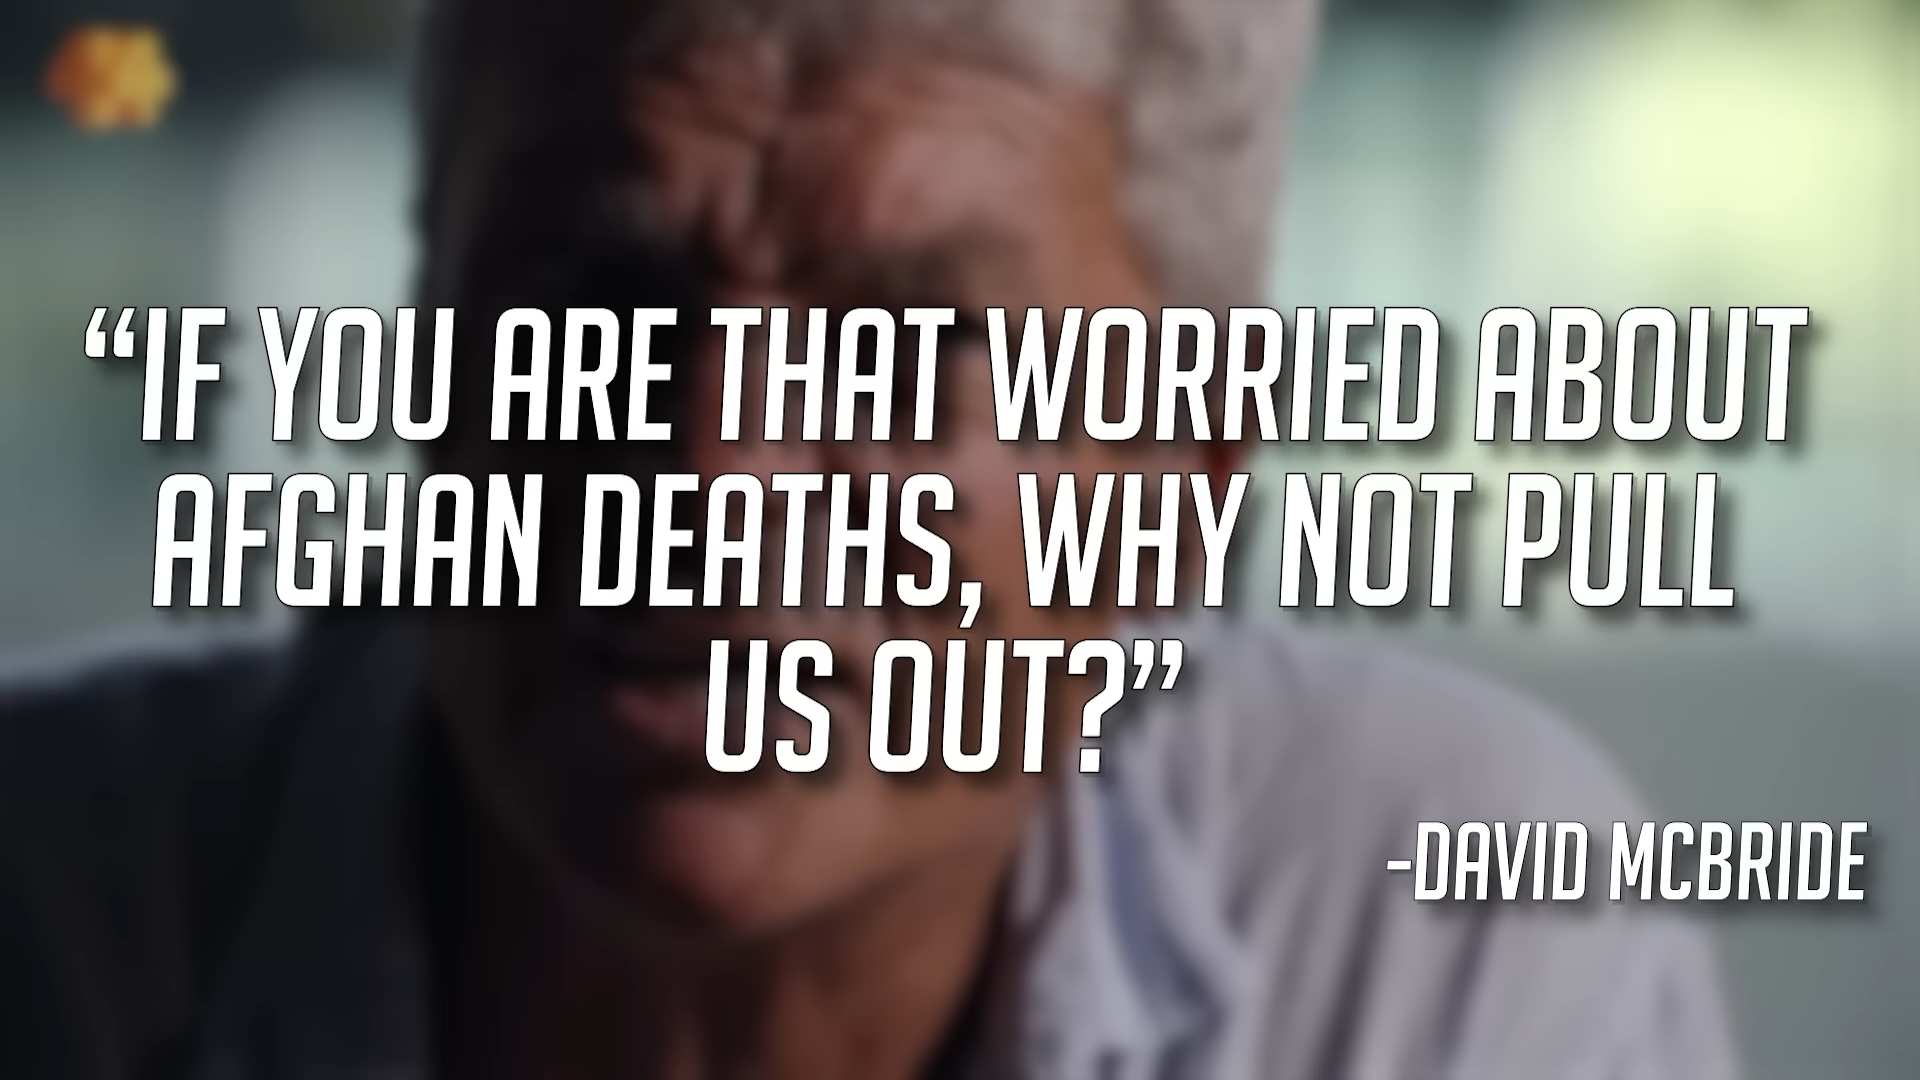 “IF YOU ARE THAT WORRIED ABOUT
AFGHAN DEATHS, WHY NOT PULL
US OUT?”
-DAVID MCBRIDE